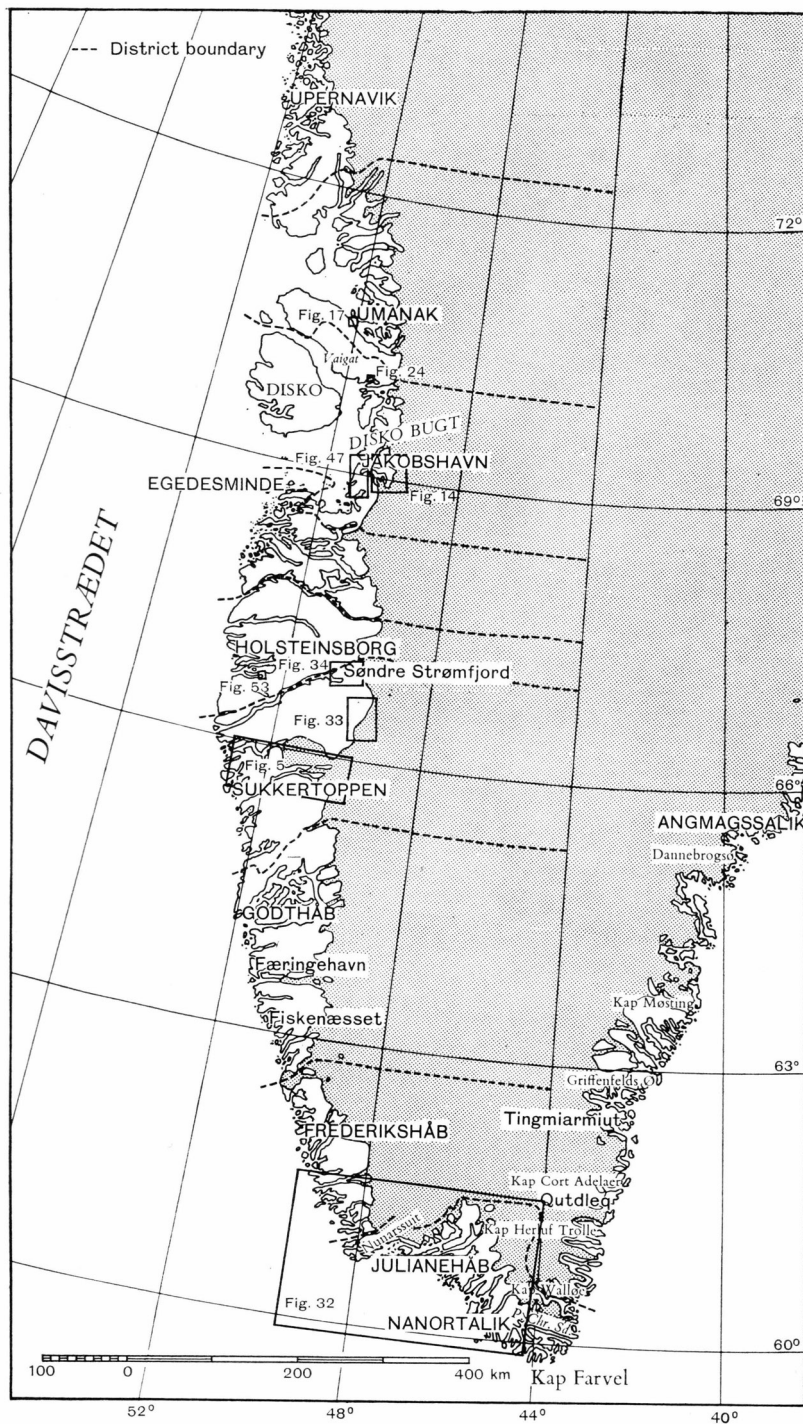 --- District boundary
UPERNAVIK
72°
Fig. 17
UMANAK
Vaigat
Fig. 24
DISKO
DISKO BUGT
Fig. 47
JAKOBSHAVN
EGEDESMINDE
Fig. 14
69°
DAVISSTRÆDET
HOLSTEINSBORG
Fig. 34
Søndre Strømfjord
Fig. 53
Fig. 33
Fig. 5
66°
SUKKERTOPPEN
ANGMAGSSALIK
Dannebrogsø
GODTHÅB
Færingehavn
Kap Møsting
Fiskenæsset
63°
Griffenfelds Ø
Tingmiarmiut
FREDERIKSHÅB
Kap Cort Adelaer
Qutdleq
Nunarssuit
Kap Herluf Trolle
JULIANEHÅB
Kap Walløe
Fig. 32
NANORTALIK
P. Chr. Sd.
60°
100 0 200 400 km
Kap Farvel
52° 48° 44° 40°